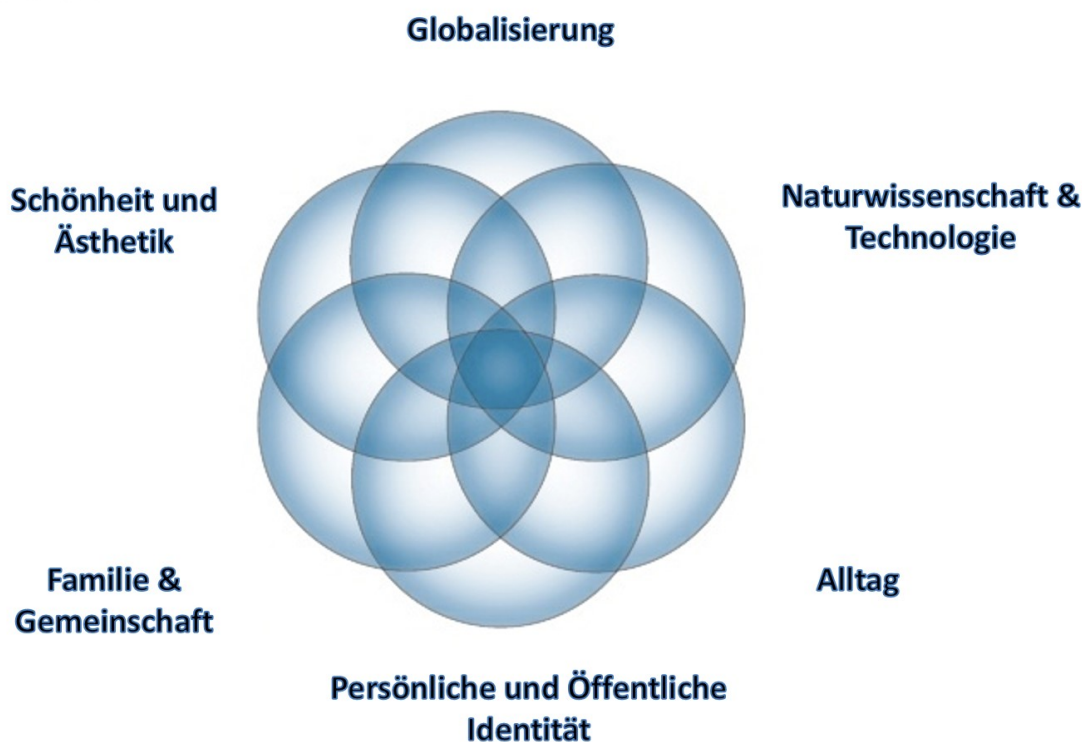 Globalisierung
Schönheit und
Ästhetik
Naturwissenschaft &
Technologie
Familie &
Gemeinschaft
Alltag
Persönliche und Öffentliche
Identität